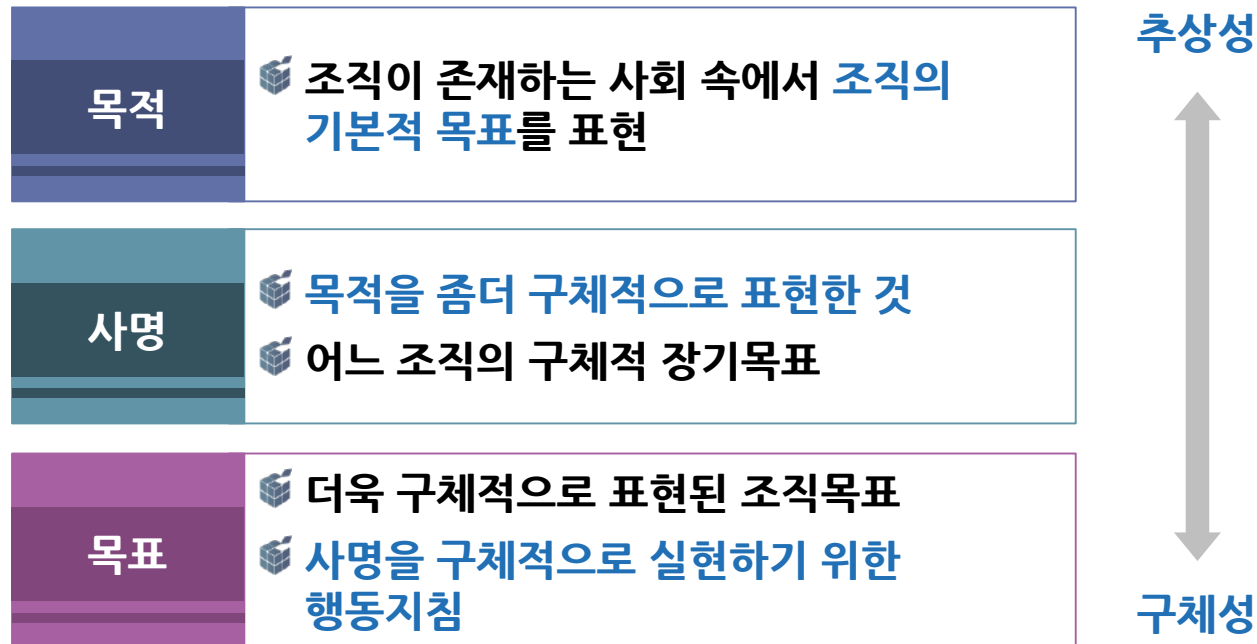 추상성
목적
조직이 존재하는 사회 속에서 조직의
기본적 목표를 표현
사명
목적을 좀더 구체적으로 표현한 것
어느 조직의 구체적 장기목표
목표
더욱 구체적으로 표현된 조직목표
사명을 구체적으로 실현하기 위한
행동지침
구체성